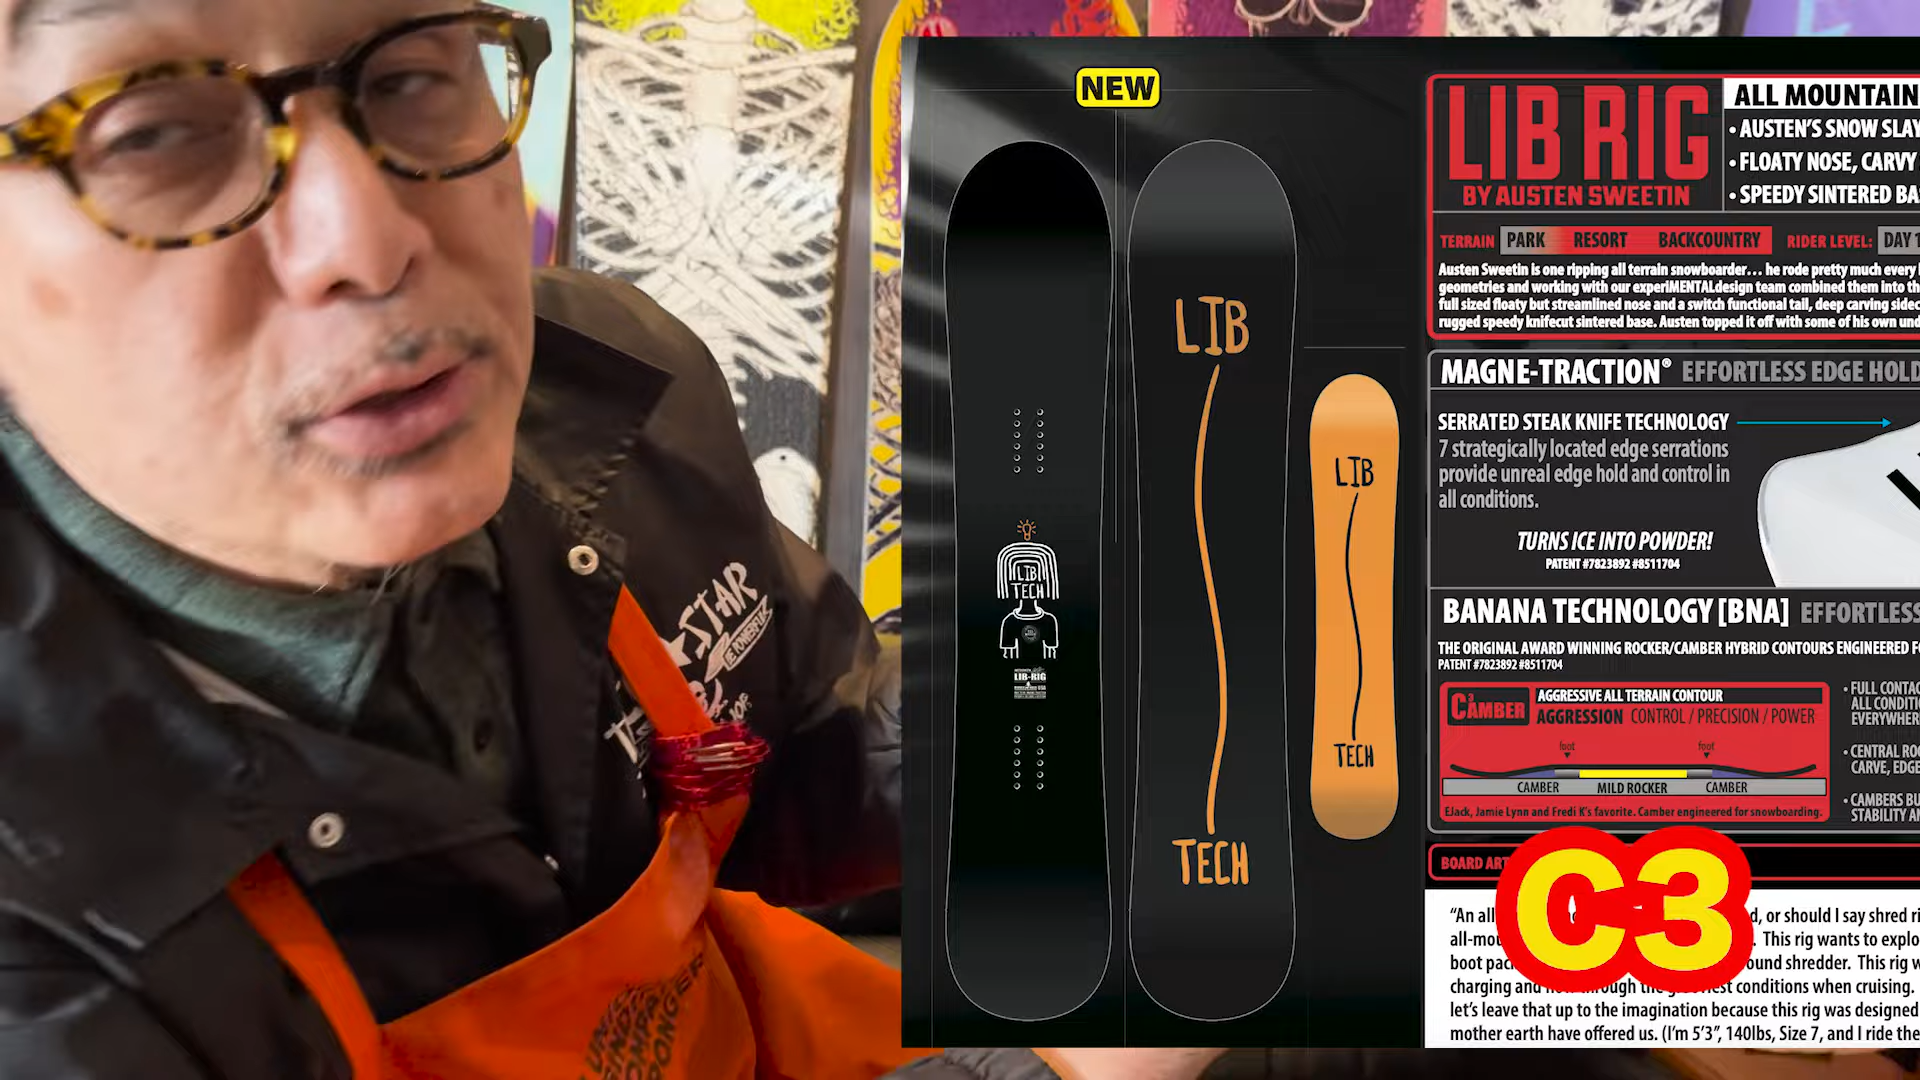 NEW
LIB
TECH
LIB
TECH
LIB
TECH
LIB-RIG
STAR
LIB RIG
BY AUSTEN SWEETIN
ALL MOUNTAIN
• AUSTEN'S SNOW SLAY
• FLOATY NOSE, CARVY
• SPEEDY SINTERED BA
TERRAIN PARK RESORT BACKCOUNTRY RIDER LEVEL: DAY 1
Austen Sweetin is one ripping all terrain snowboarder… he rode pretty much every
geometries and working with our experiMENTALdesign team combined them into th
full sized floaty but streamlined nose and a switch functional tail, deep carving sidec
rugged speedy knifecut sintered base. Austen topped it off with some of his own und
MAGNE-TRACTION® EFFORTLESS EDGE HOLD
SERRATED STEAK KNIFE TECHNOLOGY
7 strategically located edge serrations
provide unreal edge hold and control in
all conditions.
TURNS ICE INTO POWDER!
PATENT #7823892 #8511704
BANANA TECHNOLOGY [BNA] EFFORTLESS
THE ORIGINAL AWARD WINNING ROCKER/CAMBER HYBRID CONTOURS ENGINEERED FO
PATENT #7823892 #8511704
C3 CAMBER AGGRESSIVE ALL TERRAIN CONTOUR
AGGRESSION CONTROL / PRECISION / POWER
foot foot
CAMBER MILD ROCKER CAMBER
EJack, Jamie Lynn and Fredi K's favorite. Camber engineered for snowboarding.
• FULL CONTAC
ALL CONDITIO
EVERYWHER
• CENTRAL RO
CARVE, EDGE
• CAMBERS BU
STABILITY AN
BOARD ART
C3
"An all d, or should I say shred ri
all-mou . This rig wants to explo
boot pac ound shredder. This rig w
charging and through the conditions when cruising.
let's leave that up to the imagination because this rig was designed
mother earth have offered us. (I'm 5'3", 140lbs, Size 7, and I ride the